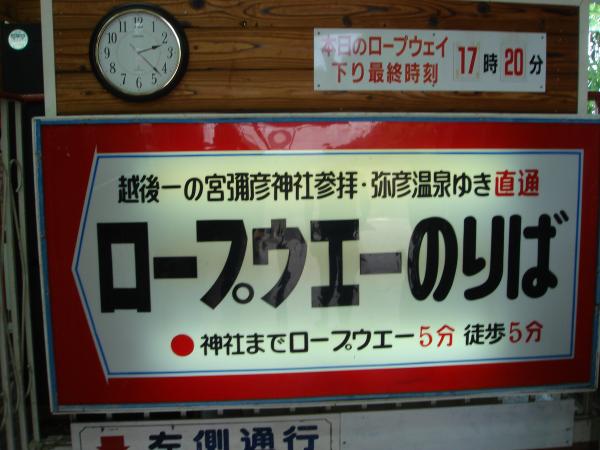 本日のロープウェイ
下り最終時刻
17時20分
越後一の宮彌彦神社参拝・弥彦温泉ゆき直通
ロープウエーのりば
●神社までロープウエー5分 徒歩5分
左側通行